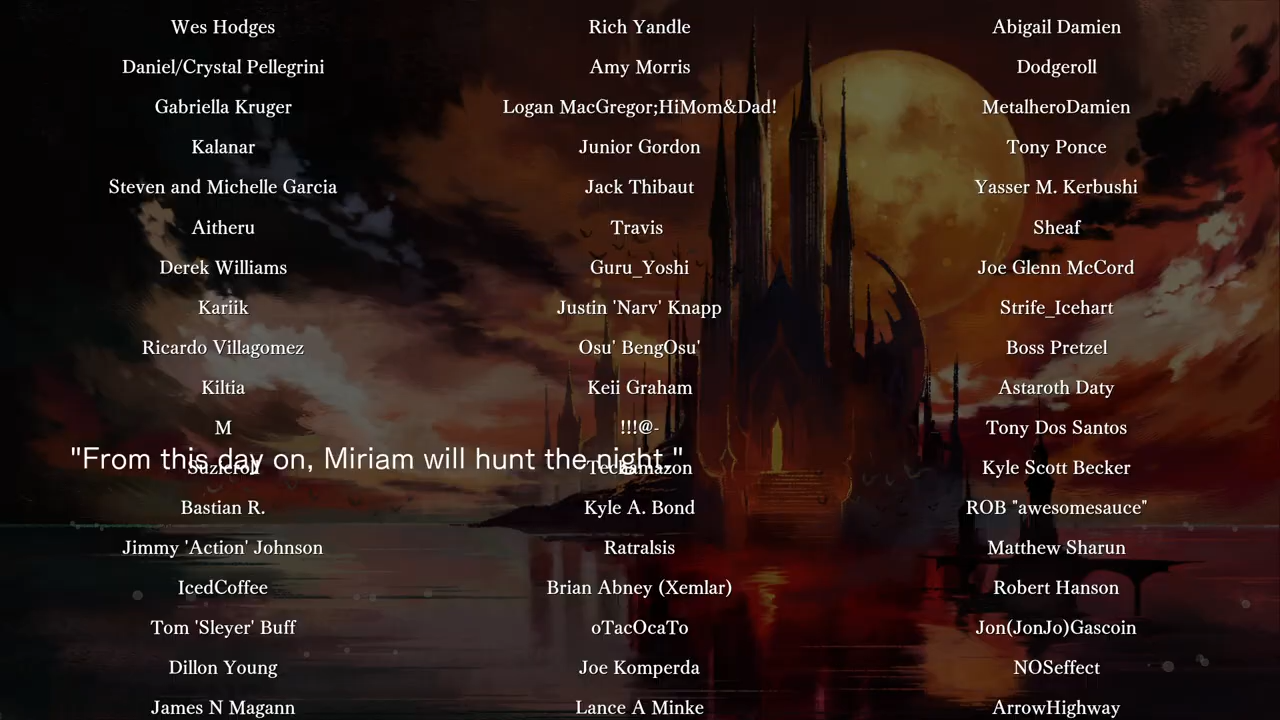 Wes Hodges Rich Yandle Abigail Damien
Daniel/Crystal Pellegrini Amy Morris Dodgeroll
Gabriella Kruger Logan MacGregor;HiMom&Dad! MetalheroDamien
Kalanar Junior Gordon Tony Ponce
Steven and Michelle Garcia Jack Thibaut Yasser M. Kerbushi
Aitheru Travis Sheaf
Derek Williams Guru_Yoshi Joe Glenn McCord
Kariik Justin 'Narv' Knapp Strife_Icehart
Ricardo Villagomez Osu' BengOsu' Boss Pretzel
Kiltia Keii Graham Astaroth Daty
M !!!@- Tony Dos Santos
"From this day on, Miriam will hunt the night."
Kyle Scott Becker
Bastian R. Kyle A. Bond ROB "awesomesauce"
Jimmy 'Action' Johnson Ratralsis Matthew Sharun
IcedCoffee Brian Abney (Xemlar) Robert Hanson
Tom 'Sleyer' Buff oTacOcaTo Jon(JonJo)Gascoin
Dillon Young Joe Komperda NOSeffect
James N Magann Lance A Minke ArrowHighway